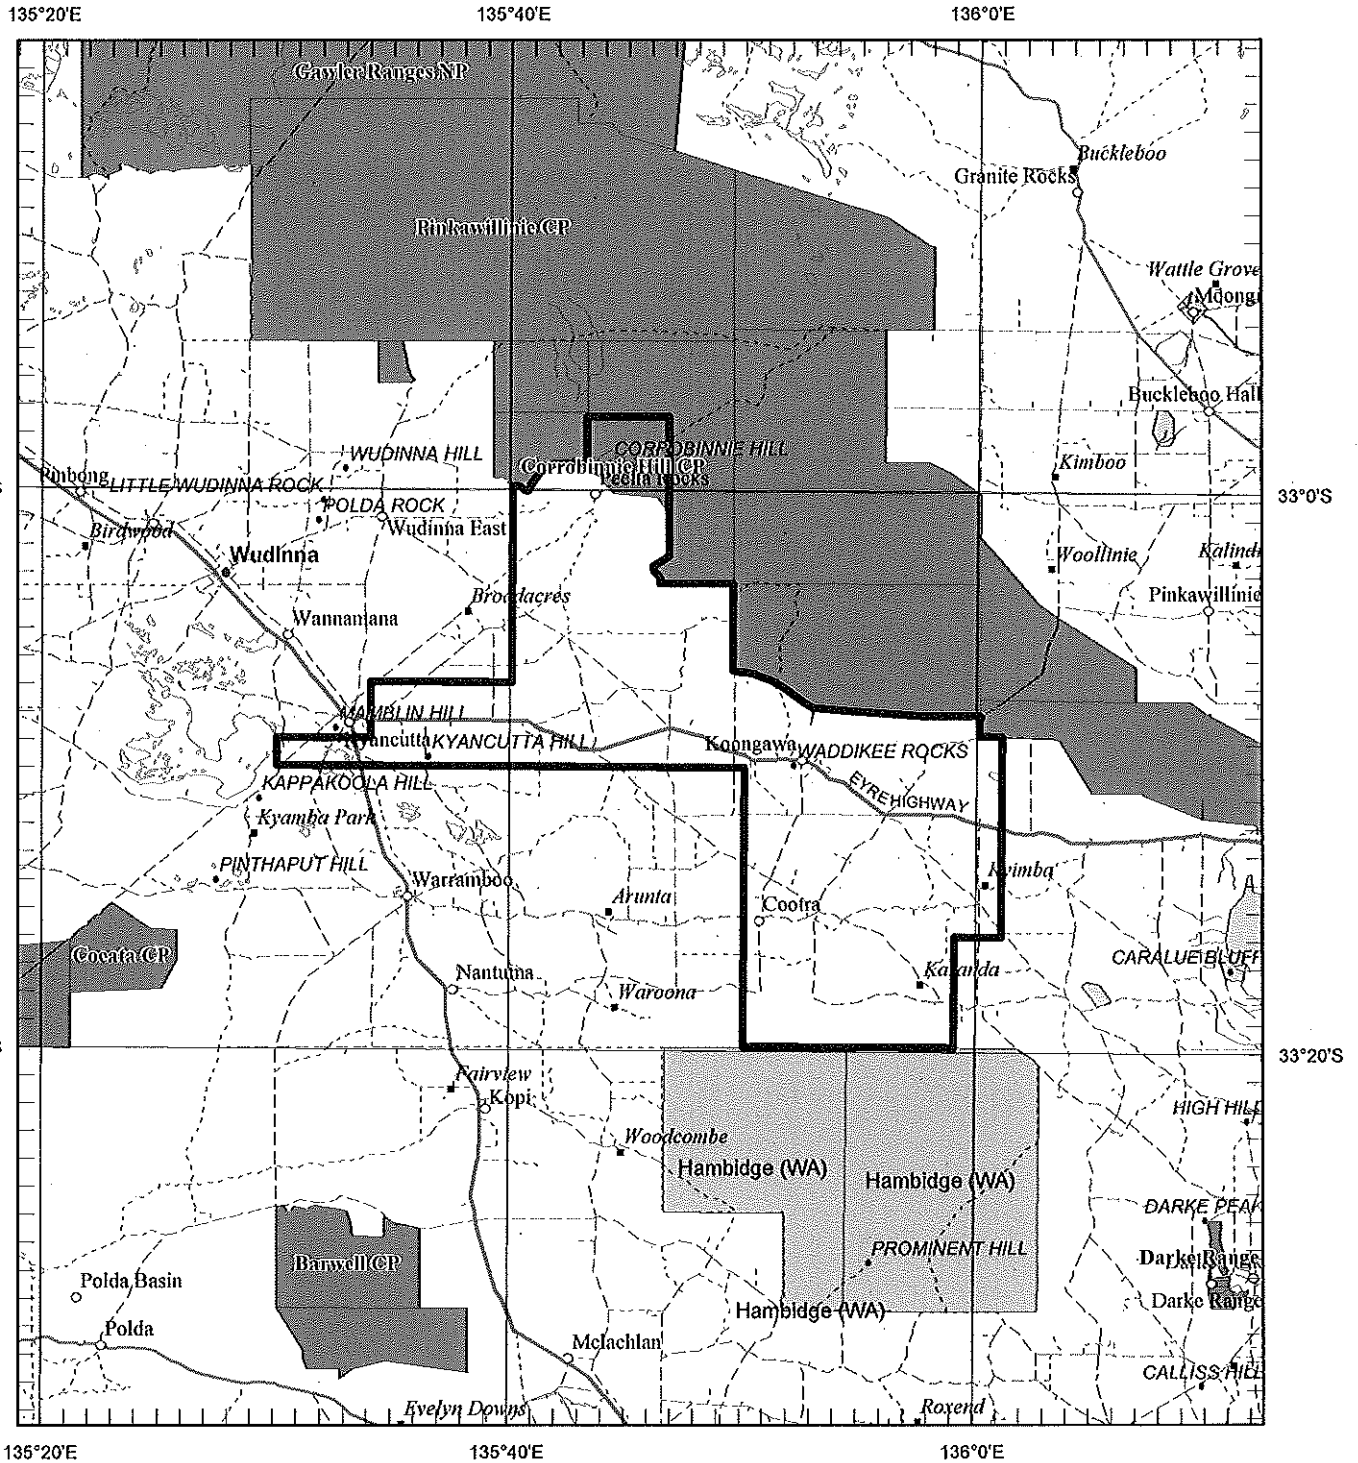 135°20'E 135°40'E 136°0'E
Gawler Ranges NP
Buckleboo
Granite Rocks
Pinkawillinie CP
Wattle Grove
Buckleboo Hall
WUDINNA HILL
CORROBINNIE HILL
Kimboo
Corrobinnie Hill CP
LITTLE WUDINNA ROCK
33°0'S
POLDA ROCK
Wudinna East
Birdwood
Wudinna
Woollinie
Broadacres
Pinkawillinie
Wannamana
MAMBLIN HILL
KYANCUTTA HILL
Koongawa
WADDIKEE ROCKS
KAPPAKOOLA HILL
EYRE HIGHWAY
Kyamba Park
PINTHAPUT HILL
Warramboo
Arunta
Cootra
Cocata CP
CARALUE BLUFF
Nantuma
Karanda
Waroona
33°20'S
Fairview
Kopi
HIGH HILL
Woodcombe
Hambidge (WA)
Hambidge (WA)
DARKE PEAK
PROMINENT HILL
Barwell CP
Darke Range
Polda Basin
Darke Range
Hambidge (WA)
Polda
Mclachlan
CALLISS HILL
Evelyn Downs
Roxend
135°20'E 135°40'E 136°0'E